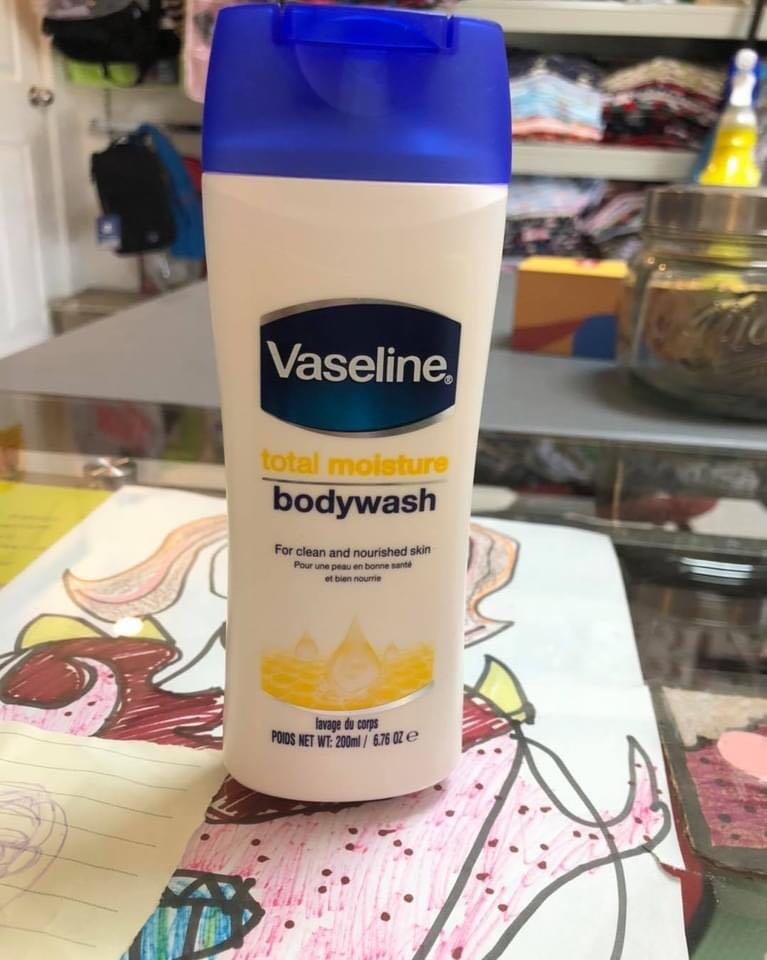 Vaseline®
total moisture
bodywash
For clean and nourished skin
Pour une peau en bonne santé
et bien nourrie
lavage du corps
POIDS NET WT: 200ml / 6.76 OZ e